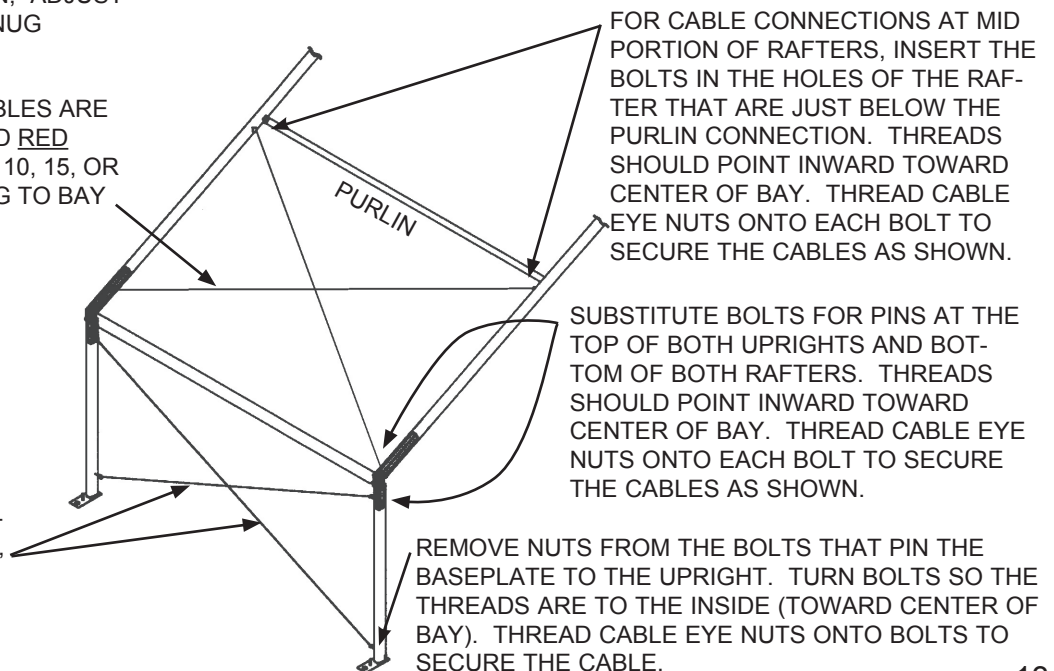 N, ADJUST
NUG
BLES ARE
D RED
10, 15, OR
G TO BAY
FOR CABLE CONNECTIONS AT MID
PORTION OF RAFTERS, INSERT THE
BOLTS IN THE HOLES OF THE RAF-
TER THAT ARE JUST BELOW THE
PURLIN CONNECTION. THREADS
SHOULD POINT INWARD TOWARD
CENTER OF BAY. THREAD CABLE
EYE NUTS ONTO EACH BOLT TO
SECURE THE CABLES AS SHOWN.
PURLIN
SUBSTITUTE BOLTS FOR PINS AT THE
TOP OF BOTH UPRIGHTS AND BOT-
TOM OF BOTH RAFTERS. THREADS
SHOULD POINT INWARD TOWARD
CENTER OF BAY. THREAD CABLE EYE
NUTS ONTO EACH BOLT TO SECURE
THE CABLES AS SHOWN.
REMOVE NUTS FROM THE BOLTS THAT PIN THE
BASEPLATE TO THE UPRIGHT. TURN BOLTS SO THE
THREADS ARE TO THE INSIDE (TOWARD CENTER OF
BAY). THREAD CABLE EYE NUTS ONTO BOLTS TO
SECURE THE CABLE.